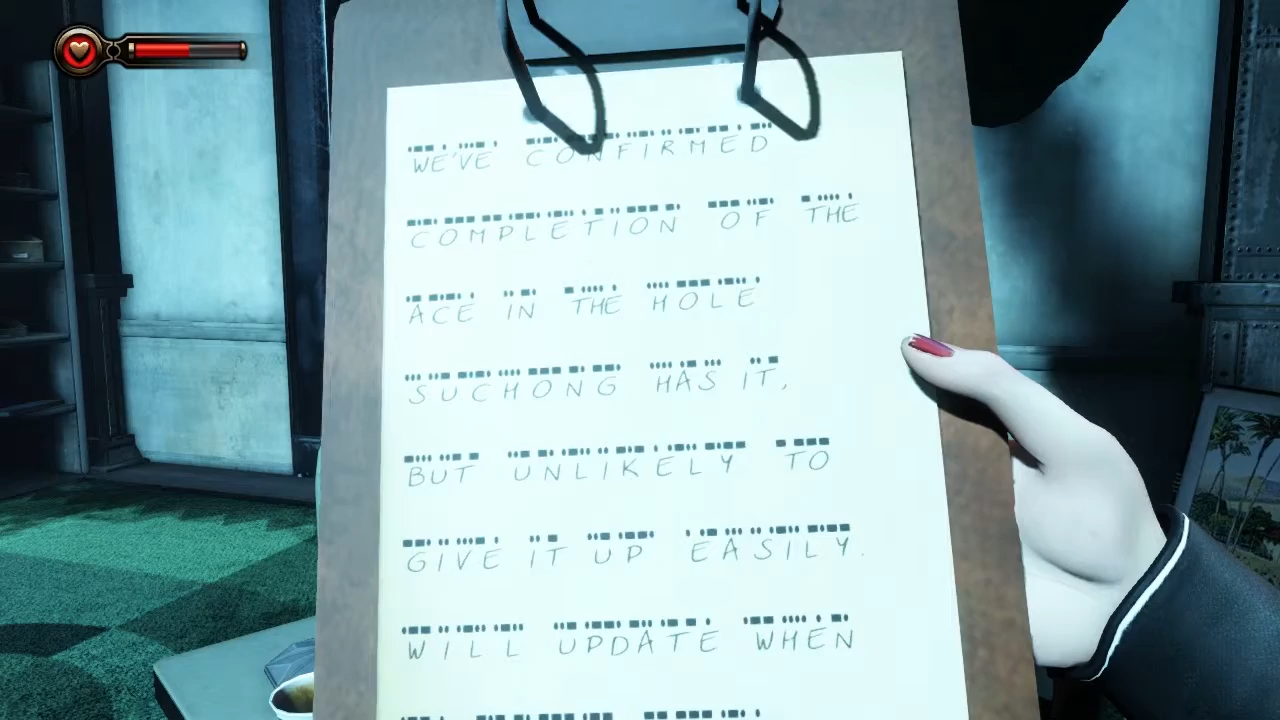 WE'VE CONFIRMED
COMPLETION OF THE
ACE IN THE HOLE
SUCHONG HAS IT,
BUT UNLIKELY TO
GIVE IT UP EASILY.
WILL UPDATE WHEN